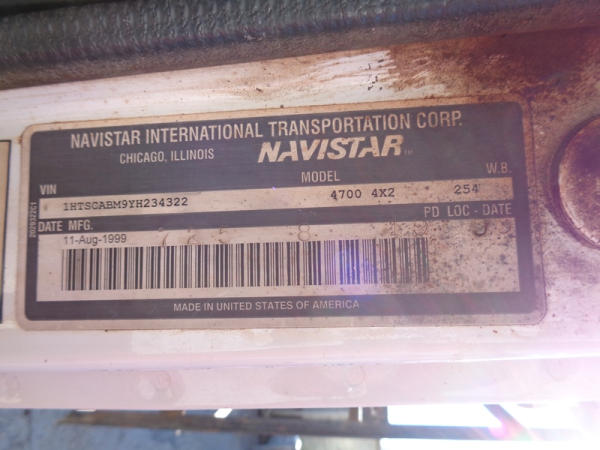 NAVISTAR INTERNATIONAL TRANSPORTATION CORP.
CHICAGO, ILLINOIS NAVISTAR
VIN MODEL W.B.
1HTSCABM9YH234322 4700 4X2 254
DATE MFG. PD LOC - DATE
11-Aug-1999
MADE IN UNITED STATES OF AMERICA
2026322C1